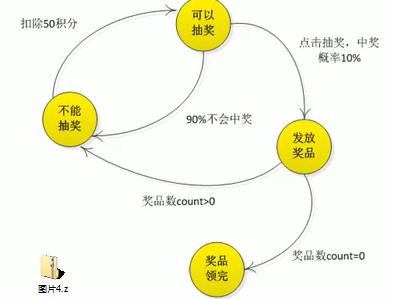 可以
抽奖
扣除50积分
点击抽奖，中奖
概率10%
不能
抽奖
90%不会中奖
发放
奖品
奖品数count>0
奖品数count=0
奖品
领完
图片4.z